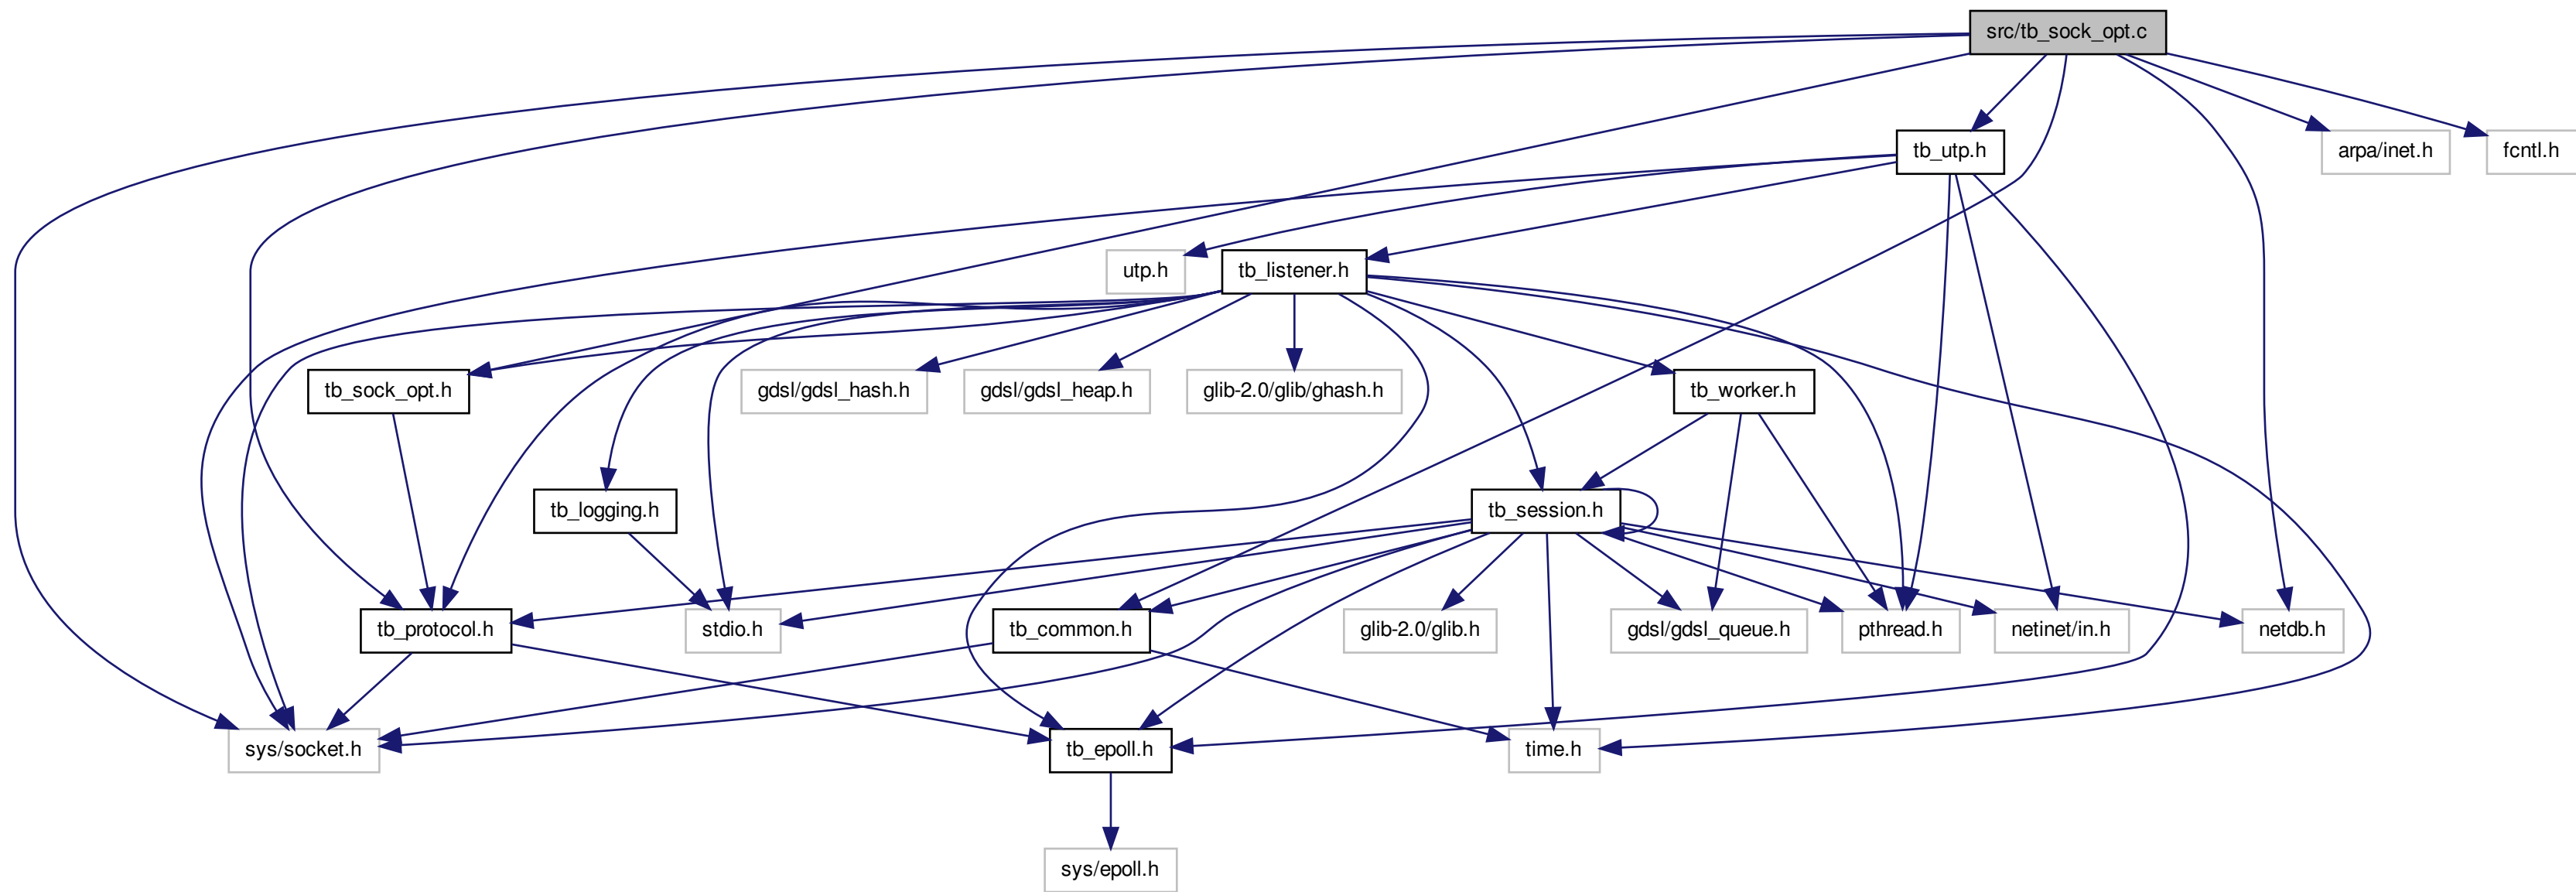 src/tb_sock_opt.c
tb_utp.h
arpa/inet.h
fcntl.h
utp.h
tb_listener.h
tb_sock_opt.h
gdsl/gdsl_hash.h
gdsl/gdsl_heap.h
glib-2.0/glib/ghash.h
tb_worker.h
tb_logging.h
tb_session.h
tb_protocol.h
stdio.h
tb_common.h
glib-2.0/glib.h
gdsl/gdsl_queue.h
pthread.h
netinet/in.h
netdb.h
sys/socket.h
tb_epoll.h
time.h
sys/epoll.h